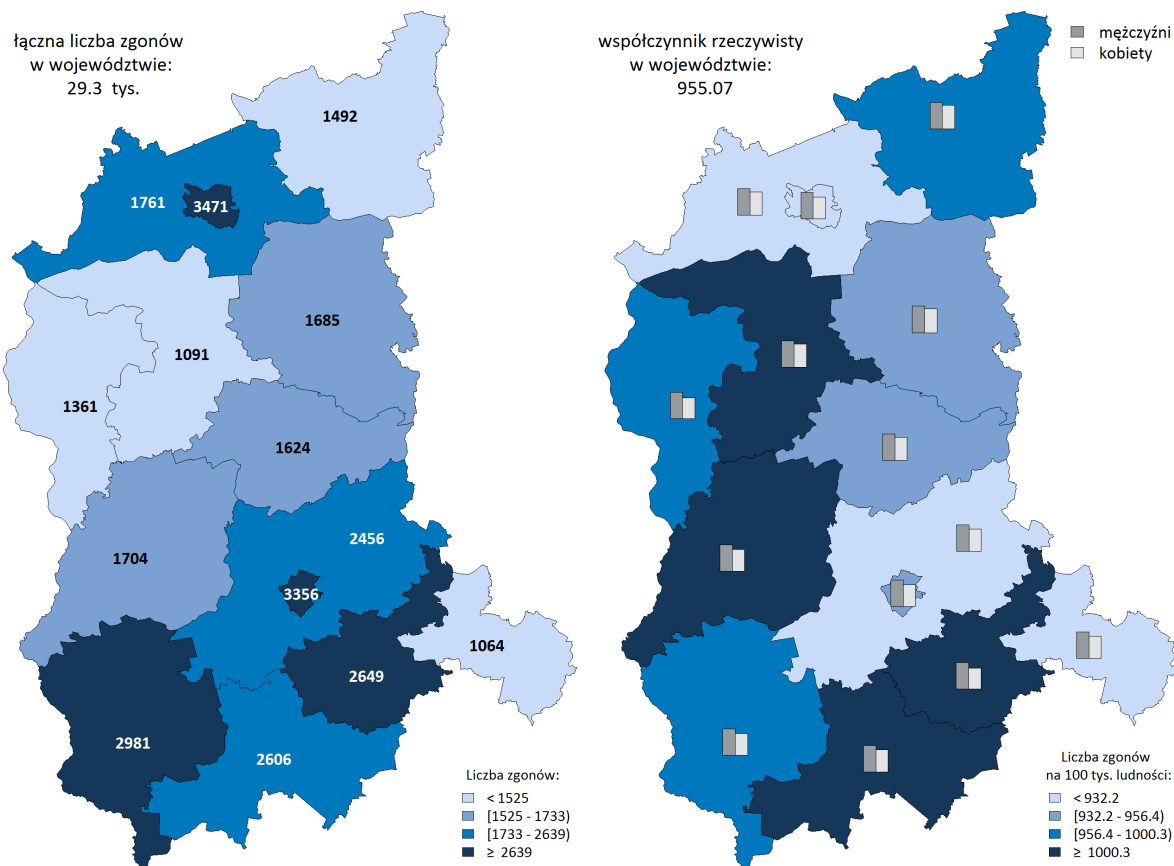 łączna liczba zgonów
w województwie:
29.3 tys.
1492
1761
3471
1685
1091
1361
1624
1704
2456
3356
1064
2649
2981
2606
Liczba zgonów:
< 1525
[1525 - 1733)
[1733 - 2639)
≥ 2639
współczynnik rzeczywisty
w województwie:
955.07
mężczyźni
kobiety
Liczba zgonów
na 100 tys. ludności:
< 932.2
[932.2 - 956.4)
[956.4 - 1000.3)
≥ 1000.3